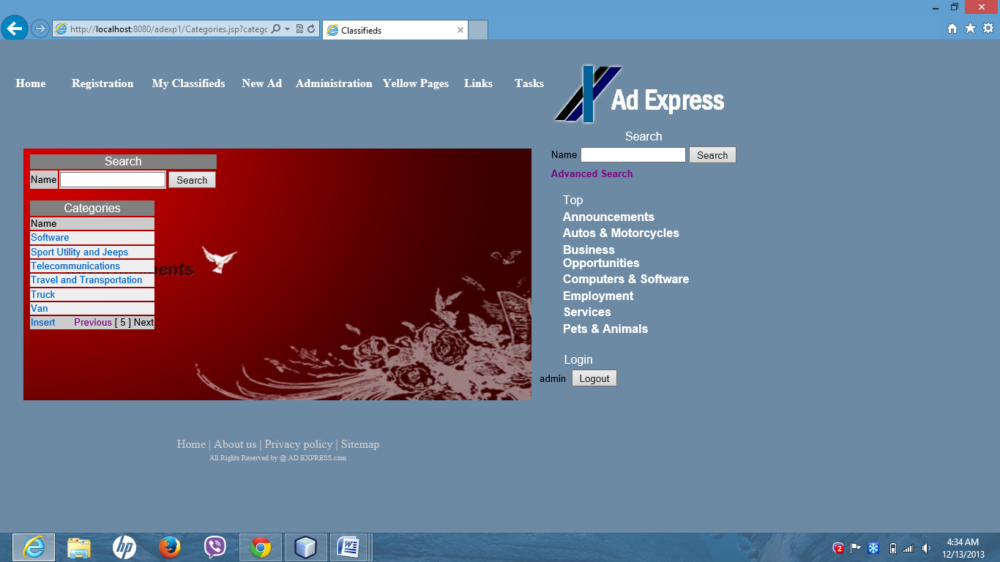 http://localhost:8080/adexp1/Categories.jsp?categc
Classifieds
Home Registration My Classifieds New Ad Administration Yellow Pages Links Tasks
Ad Express
Search
Name Search
Advanced Search
Search
Name Search
Categories
Name
Software
Sport Utility and Jeeps
Telecommunications
Travel and Transportation
Truck
Van
Insert Previous [ 5 ] Next
Top
Announcements
Autos & Motorcycles
Business
Opportunities
Computers & Software
Employment
Services
Pets & Animals
Login
admin Logout
Home | About us | Privacy policy | Sitemap
All Rights Reserved by @ AD EXPRESS.com
hp
2
4:34 AM
12/13/2013